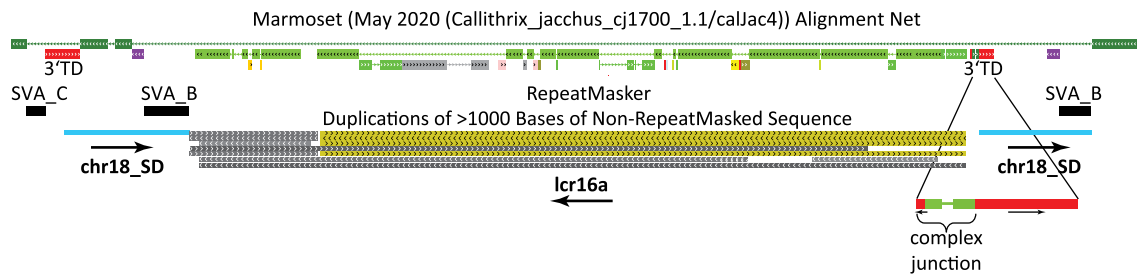 Marmoset (May 2020 (Callithrix_jacchus_cj1700_1.1/calJac4)) Alignment Net
3‘TD 3‘TD
SVA_C SVA_B RepeatMasker SVA_B
Duplications of >1000 Bases of Non-RepeatMasked Sequence
chr18_SD chr18_SD
lcr16a
complex
junction